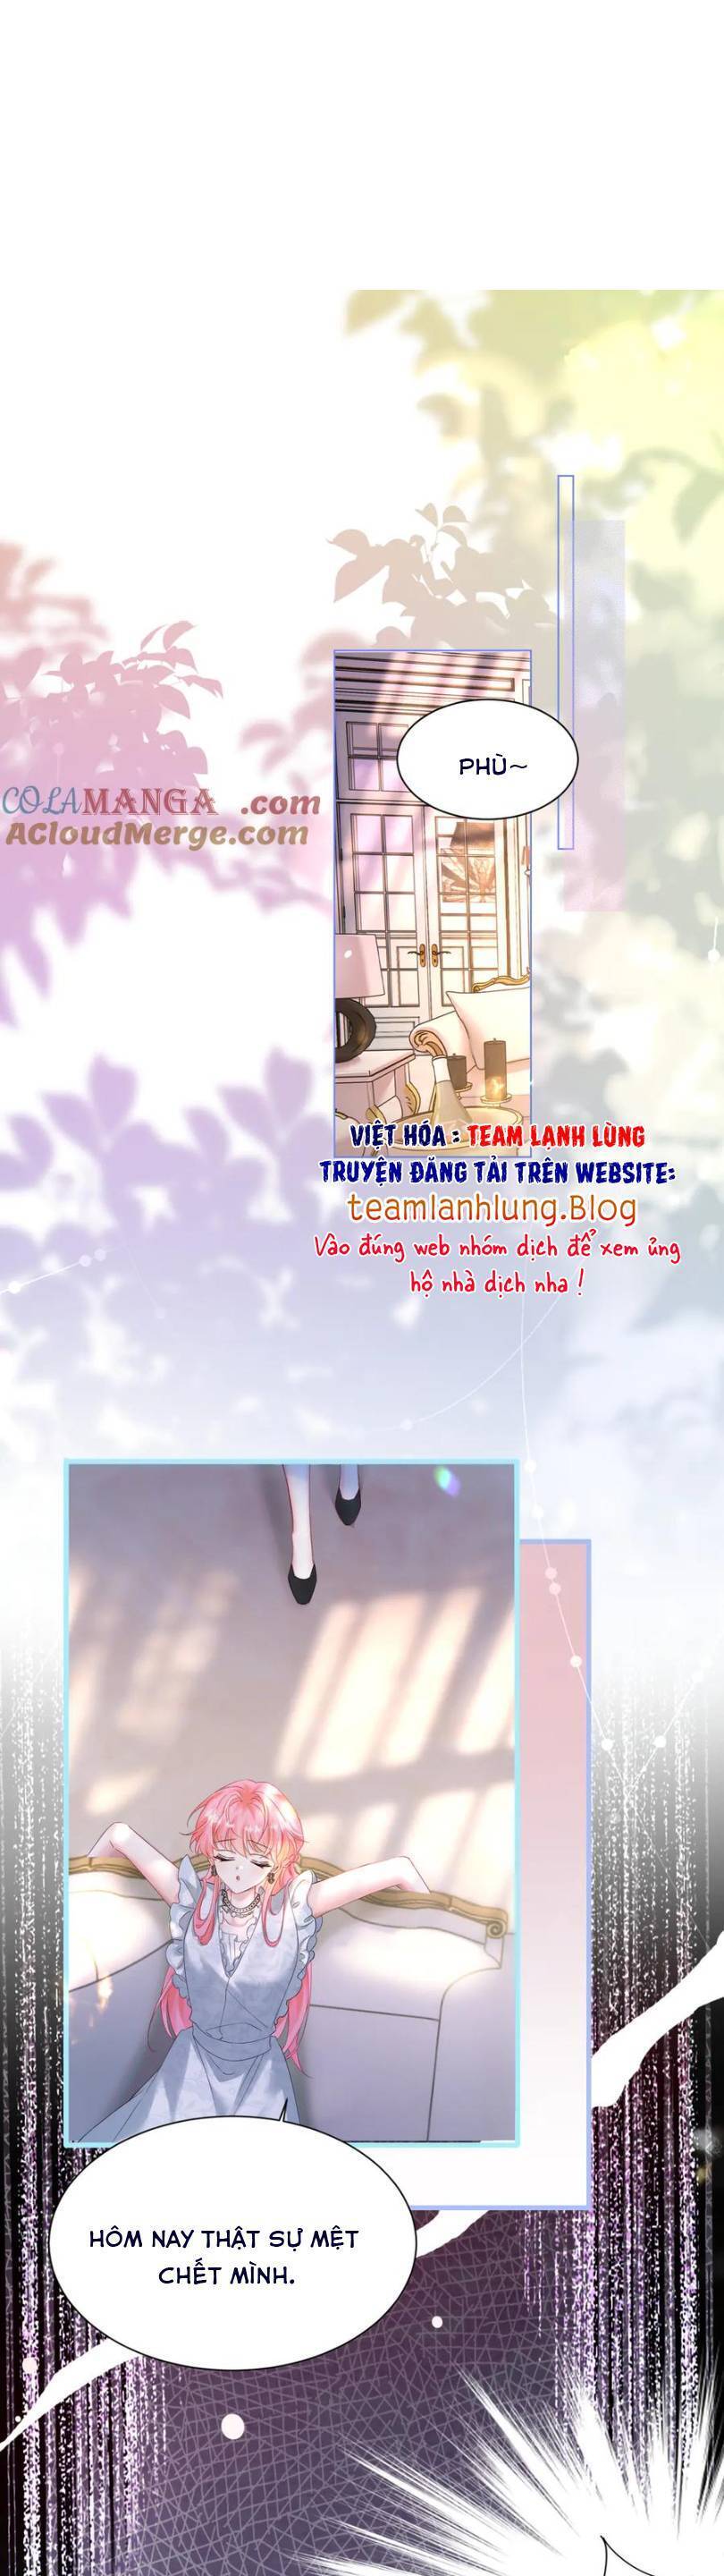 PHÙ~
COLAMANGA.com
ACloudMerge.com
VIỆT HÓA : TEAM LẠNH LÙNG
TRUYỆN ĐĂNG TẢI TRÊN WEBSITE:
teamlanhlung.Blog
Vào đúng web nhóm dịch để xem ủng
hộ nhà dịch nha !
HÔM NAY THẬT SỰ MỆT
CHẾT MÌNH.